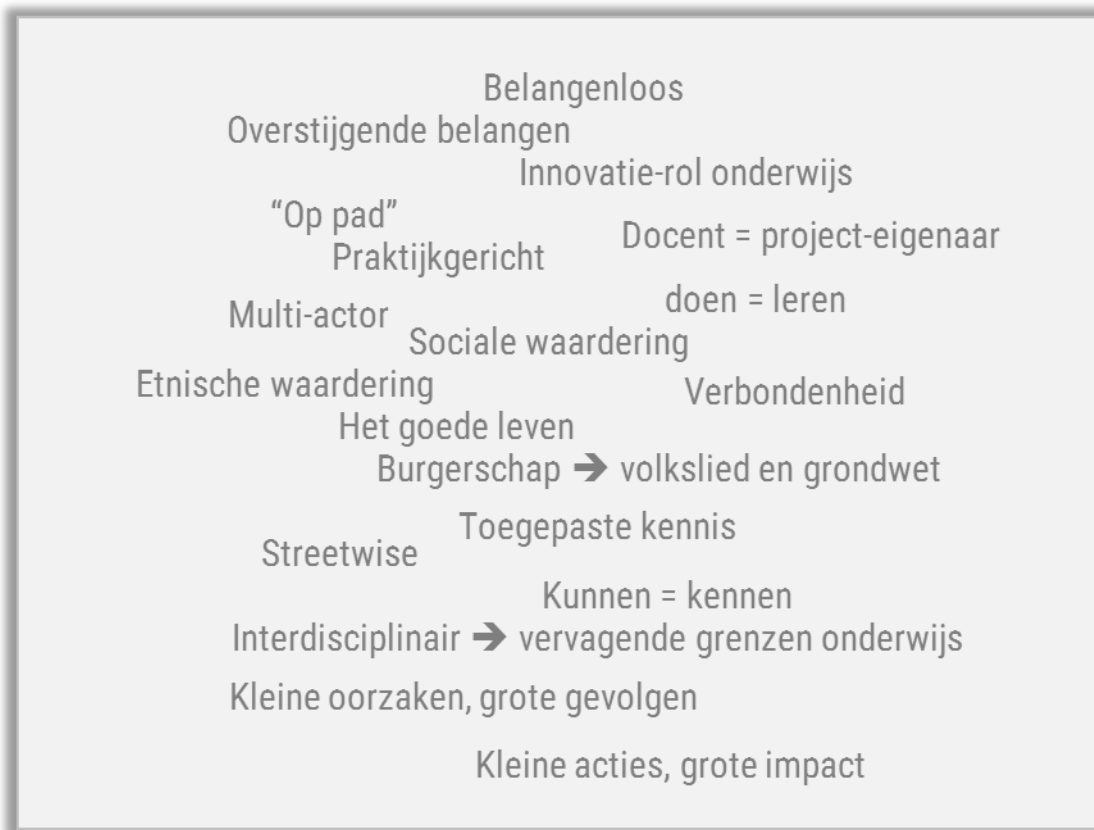 Belangenloos
Overstijgende belangen
Innovatie-rol onderwijs
“Op pad”
Docent = project-eigenaar
Praktijkgericht
doen = leren
Multi-actor
Sociale waardering
Etnische waardering
Verbondenheid
Het goede leven
Burgerschap ➔ volkslied en grondwet
Toegepaste kennis
Streetwise
Kunnen = kennen
Interdisciplinair ➔ vervagende grenzen onderwijs
Kleine oorzaken, grote gevolgen
Kleine acties, grote impact